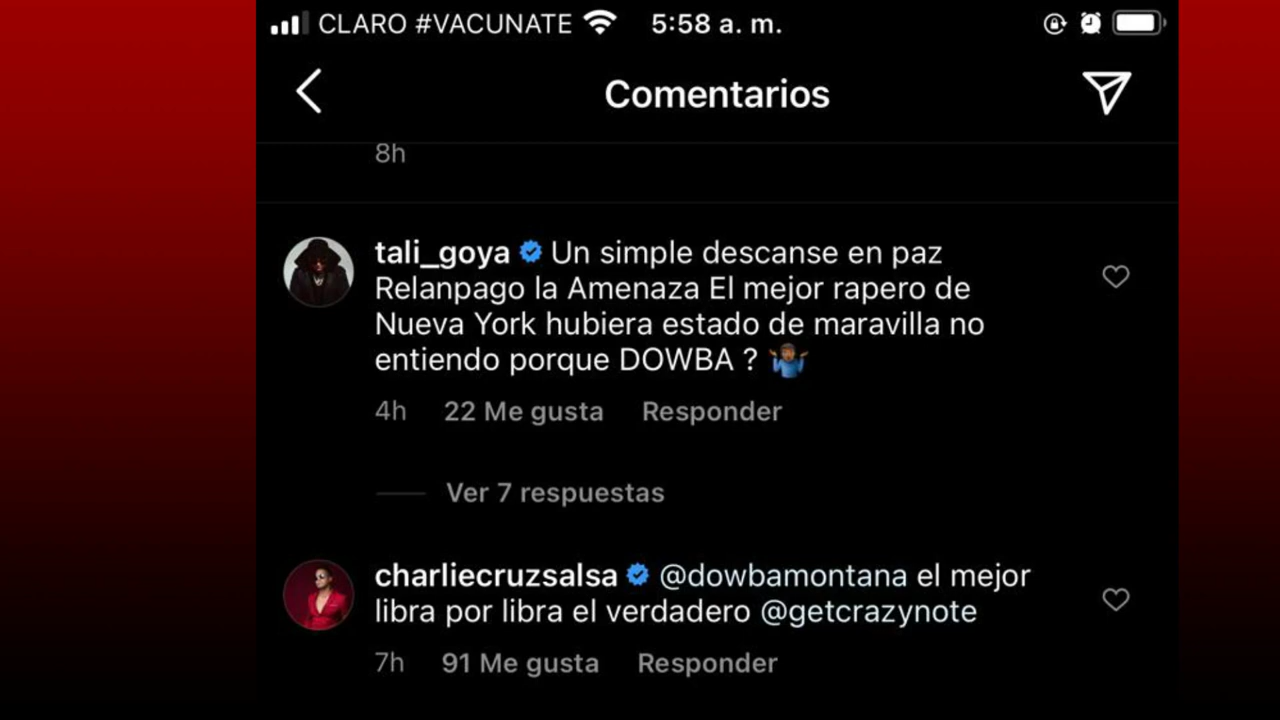 CLARO #VACUNATE 5:58 a. m.
Comentarios
8h
tali_goya Un simple descanse en paz
Relanpago la Amenaza El mejor rapero de
Nueva York hubiera estado de maravilla no
entiendo porque DOWBA ? 🤷🏾‍♂️
4h 22 Me gusta Responder
Ver 7 respuestas
charliecruzsalsa @dowbamontana el mejor
libra por libra el verdadero @getcrazynote
7h 91 Me gusta Responder